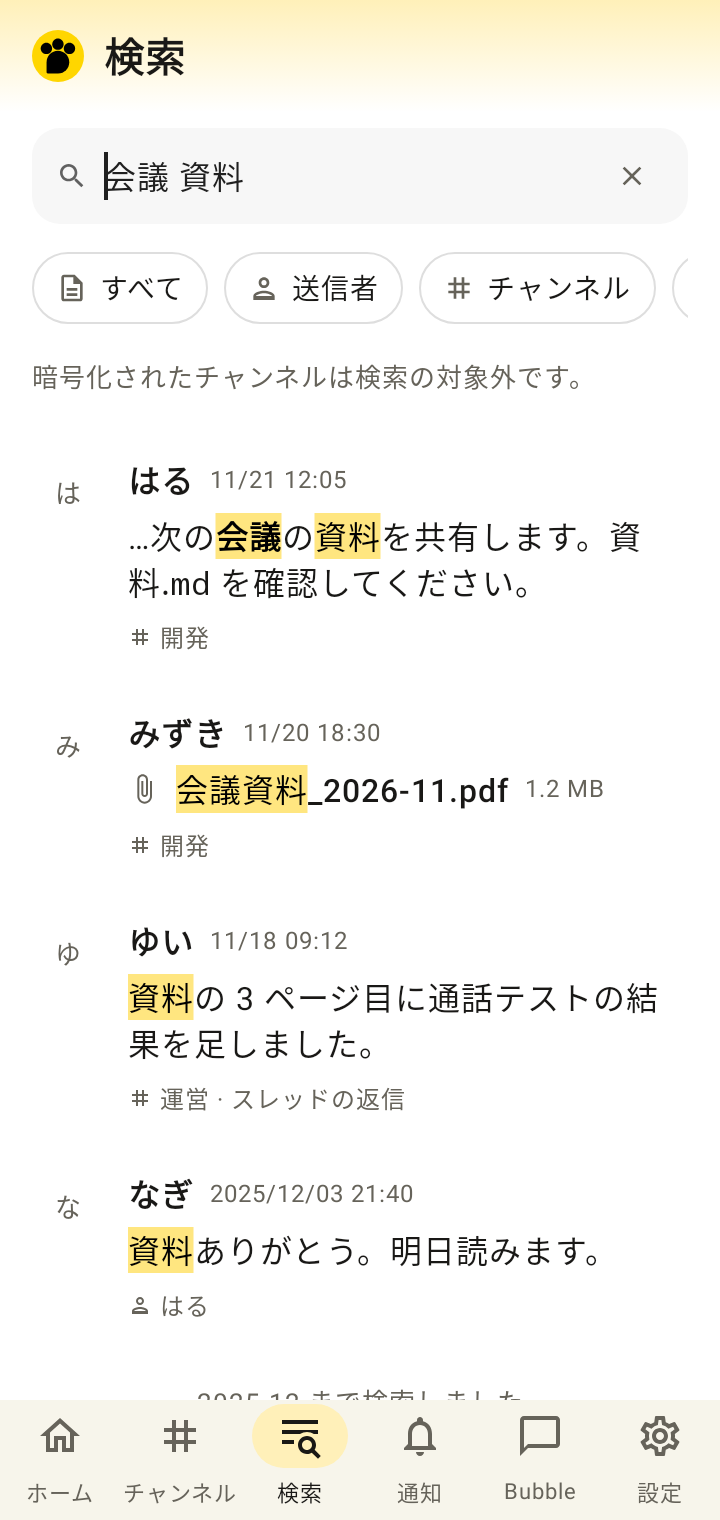 検索
会議 資料
すべて
送信者
チャンネル
暗号化されたチャンネルは検索の対象外です。
は
はる 11/21 12:05
...次の会議の資料を共有します。資
料.md を確認してください。
開発
み
みずき 11/20 18:30
会議資料_2026-11.pdf 1.2 MB
開発
ゆ
ゆい 11/18 09:12
資料の 3 ページ目に通話テストの結
果を足しました。
運営 · スレッドの返信
な
なぎ 2025/12/03 21:40
資料ありがとう。明日読みます。
はる
ホーム
チャンネル
検索
通知
Bubble
設定